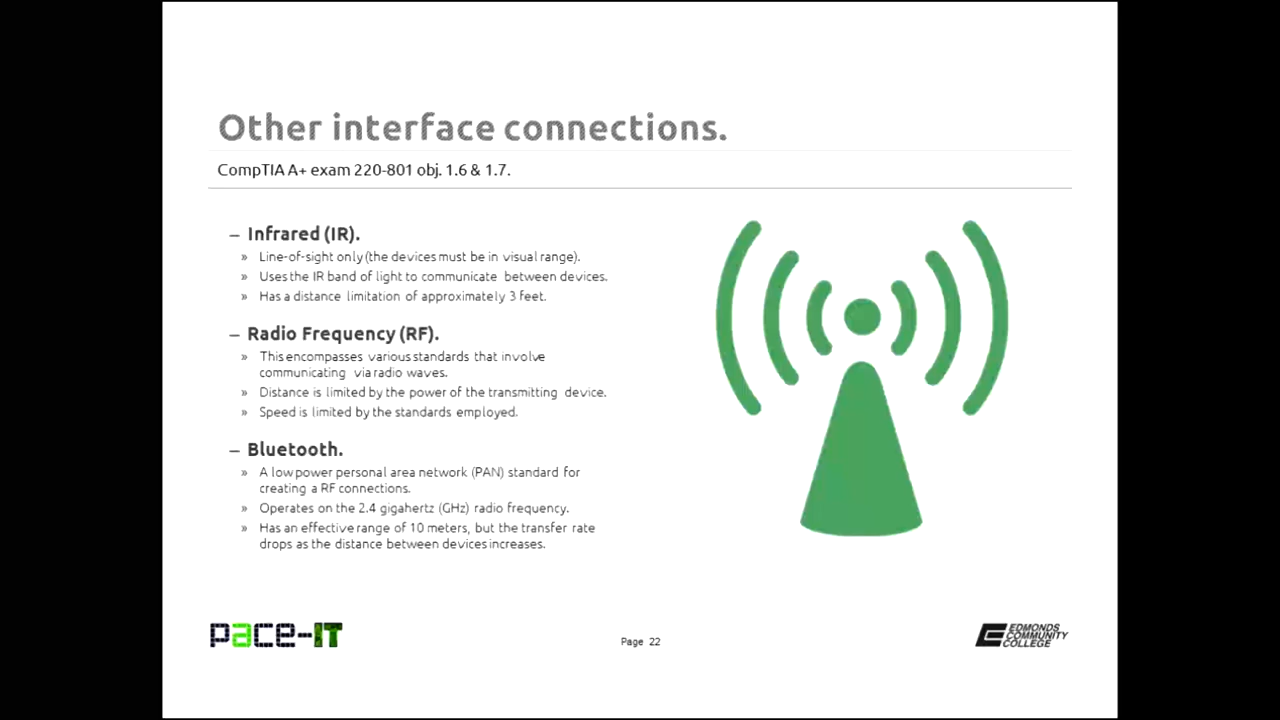 Other interface connections.
CompTIA A+ exam 220-801 obj. 1.6 & 1.7.
– Infrared (IR).
» Line-of-sight only (the devices must be in visual range).
» Uses the IR band of light to communicate between devices.
» Has a distance limitation of approximately 3 feet.
– Radio Frequency (RF).
» This encompasses various standards that involve
communicating via radio waves.
» Distance is limited by the power of the transmitting device.
» Speed is limited by the standards employed.
– Bluetooth.
» A low power personal area network (PAN) standard for
creating a RF connections.
» Operates on the 2.4 gigahertz (GHz) radio frequency.
» Has an effective range of 10 meters, but the transfer rate
drops as the distance between devices increases.
pace-IT
Page 22
EDMONDS
COMMUNITY
COLLEGE